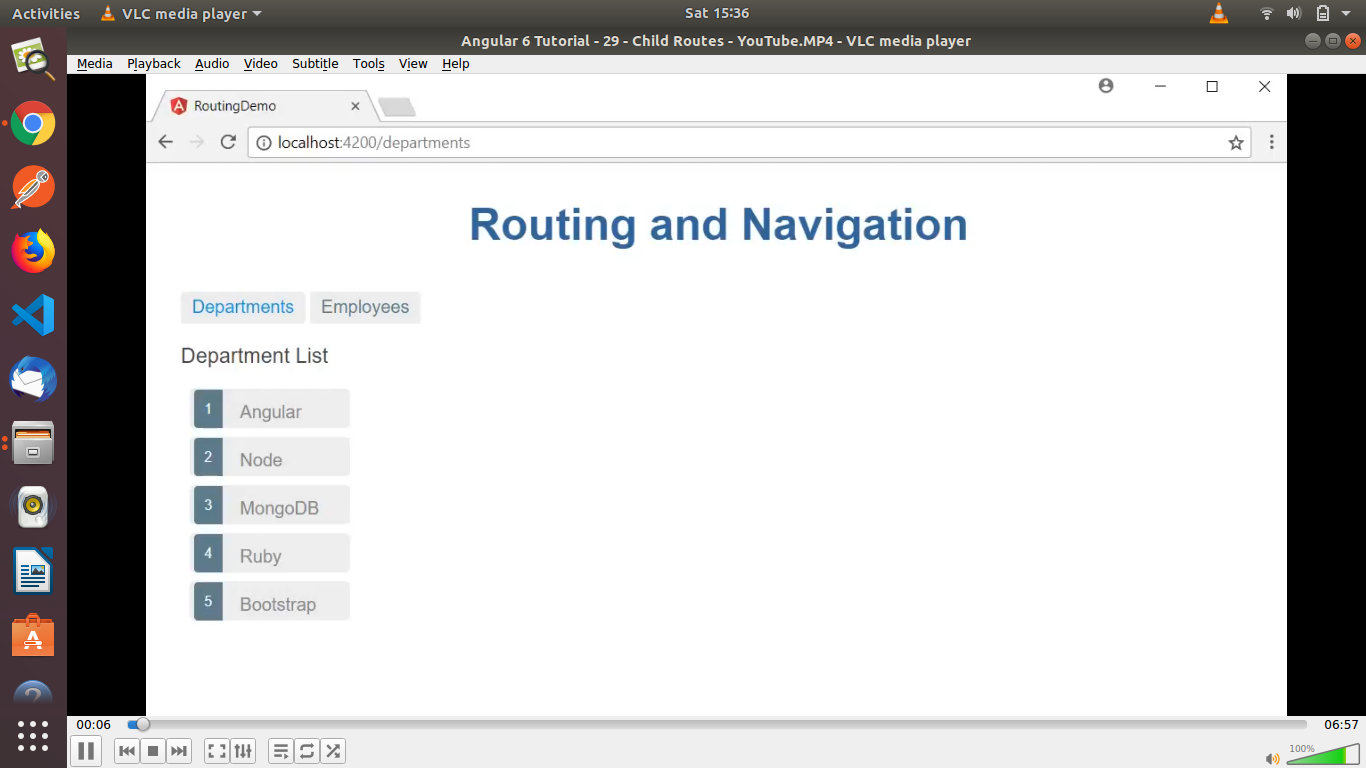 Activities VLC media player Sat 15:36
Angular 6 Tutorial - 29 - Child Routes - YouTube.MP4 - VLC media player
Media Playback Audio Video Subtitle Tools View Help
RoutingDemo
localhost:4200/departments
Routing and Navigation
Departments Employees
Department List
1 Angular
2 Node
3 MongoDB
4 Ruby
5 Bootstrap
00:06 06:57
100%